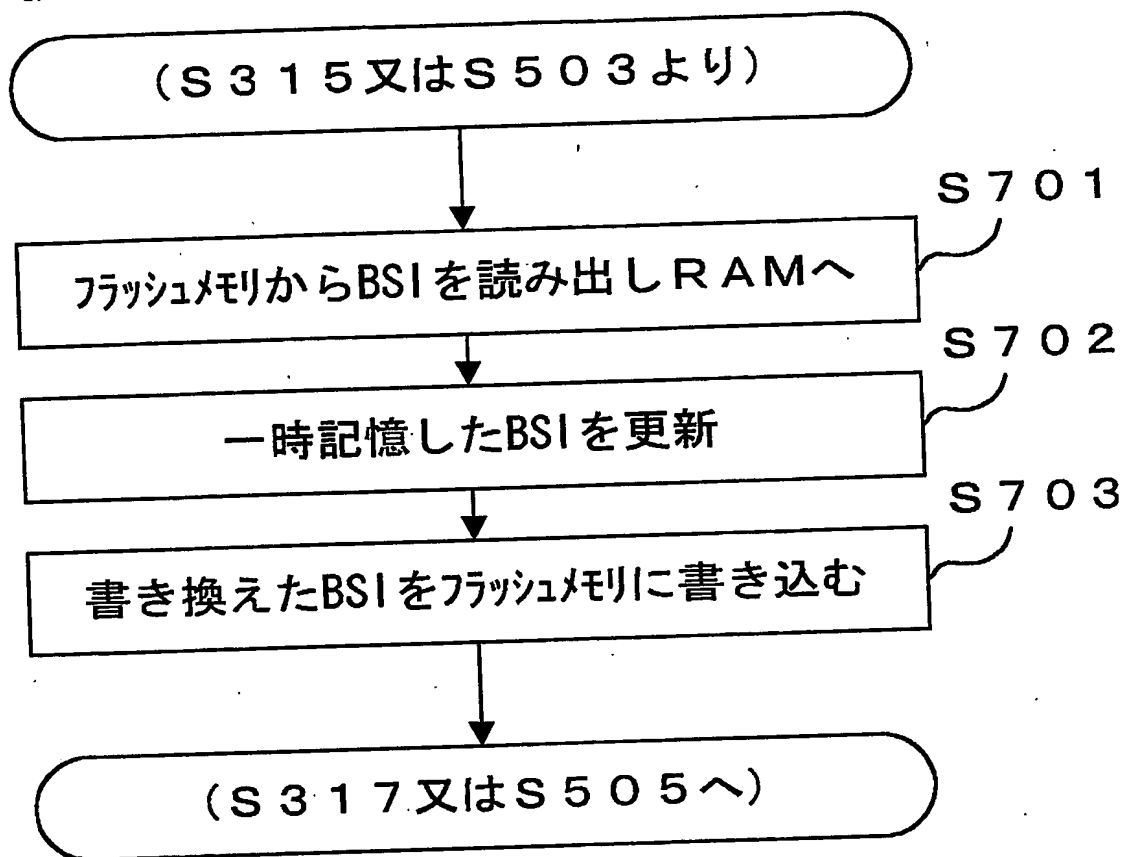 （Ｓ３１５又はＳ５０３より）
Ｓ７０１
ﾌﾗｯｼｭﾒﾓﾘからBSIを読み出しＲＡＭへ
Ｓ７０２
一時記憶したBSIを更新
Ｓ７０３
書き換えたBSIをﾌﾗｯｼｭﾒﾓﾘに書き込む
（Ｓ３１７又はＳ５０５へ）